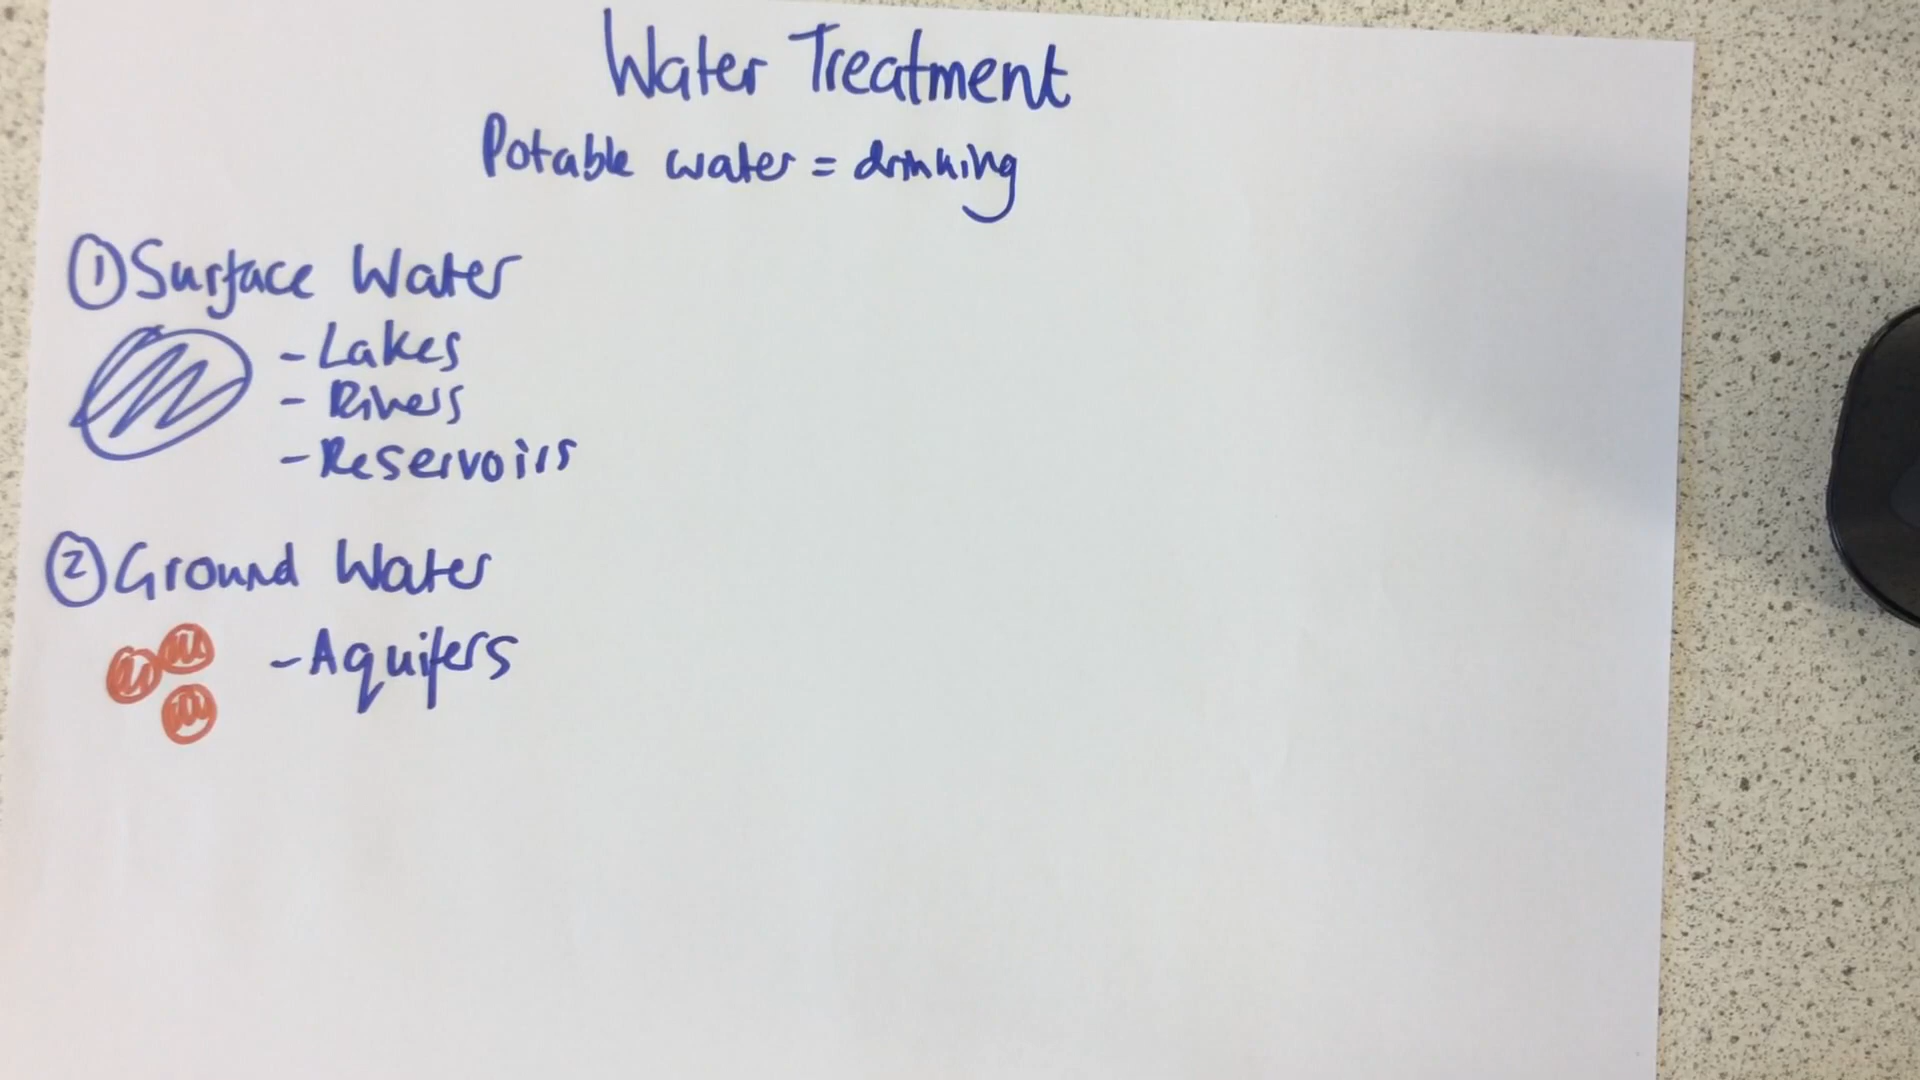 Water Treatment
Potable water = drinking
① Surface Water
- Lakes
- Rivers
- Reservoirs
② Ground Water
- Aquifers